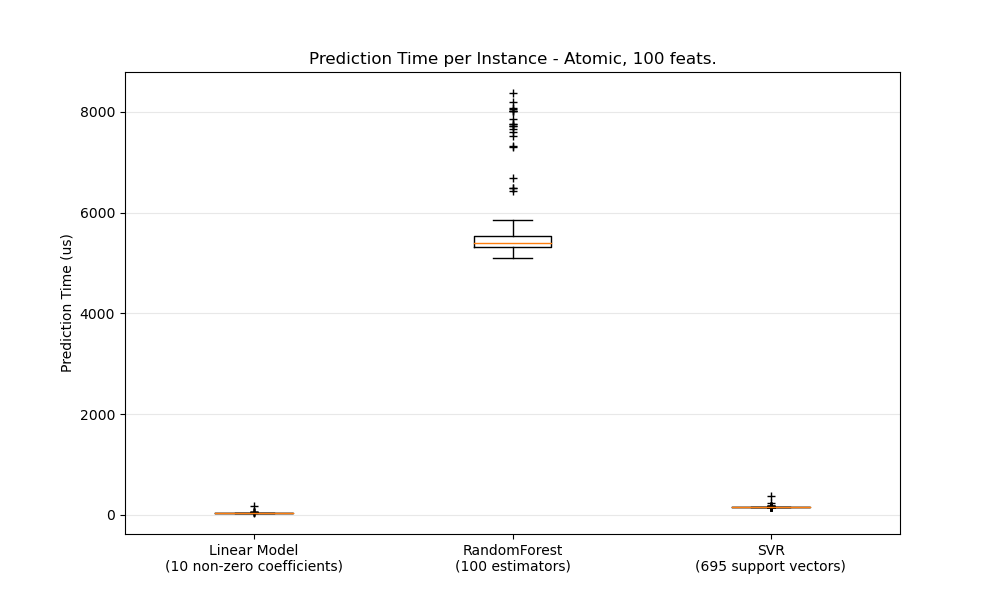 Prediction Time per Instance - Atomic, 100 feats.
Prediction Time (us)
8000
6000
4000
2000
0
Linear Model
(10 non-zero coefficients)
RandomForest
(100 estimators)
SVR
(695 support vectors)